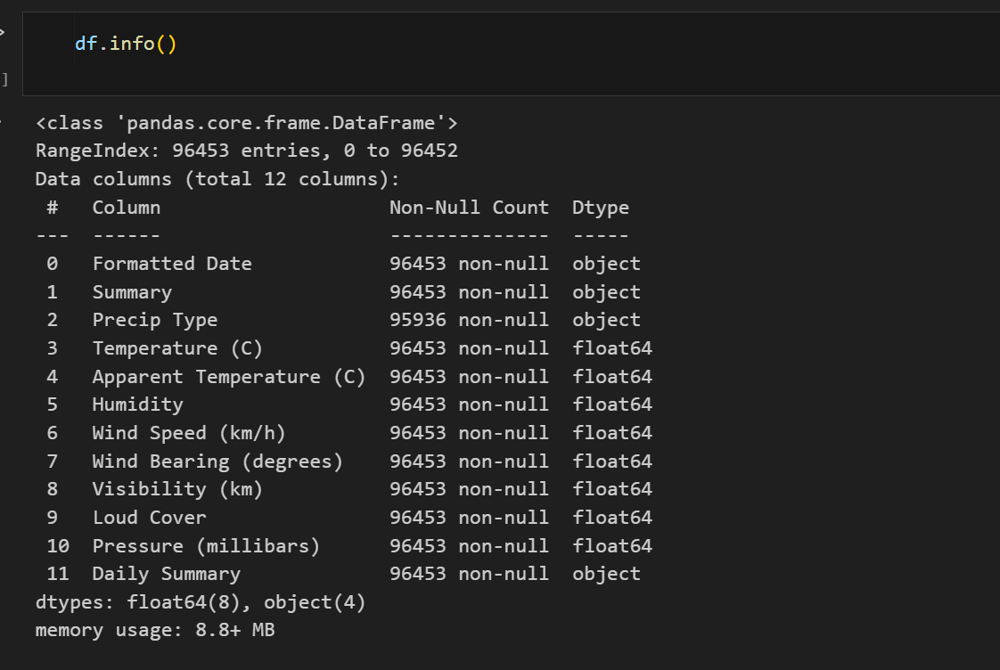 df.info()
]
<class 'pandas.core.frame.DataFrame'>
RangeIndex: 96453 entries, 0 to 96452
Data columns (total 12 columns):
 #   Column                    Non-Null Count  Dtype
---  ------                    --------------  -----
 0   Formatted Date            96453 non-null  object
 1   Summary                   96453 non-null  object
 2   Precip Type               95936 non-null  object
 3   Temperature (C)           96453 non-null  float64
 4   Apparent Temperature (C)  96453 non-null  float64
 5   Humidity                  96453 non-null  float64
 6   Wind Speed (km/h)         96453 non-null  float64
 7   Wind Bearing (degrees)    96453 non-null  float64
 8   Visibility (km)           96453 non-null  float64
 9   Loud Cover                96453 non-null  float64
 10  Pressure (millibars)      96453 non-null  float64
 11  Daily Summary             96453 non-null  object
dtypes: float64(8), object(4)
memory usage: 8.8+ MB